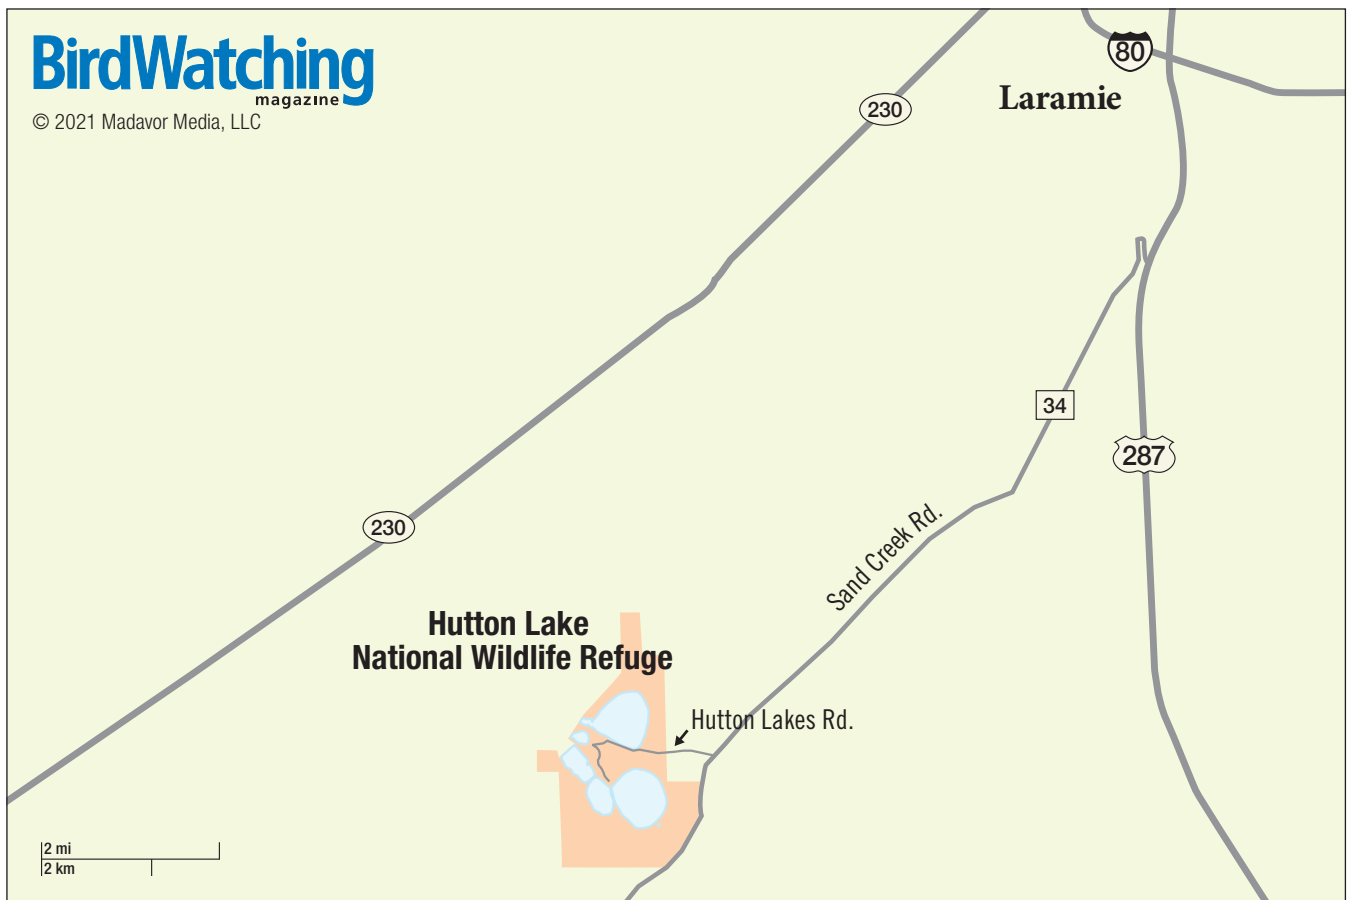 BirdWatching
magazine
© 2021 Madavor Media, LLC
80
Laramie
230
34
287
230
Sand Creek Rd.
Hutton Lake
National Wildlife Refuge
Hutton Lakes Rd.
2 mi
2 km